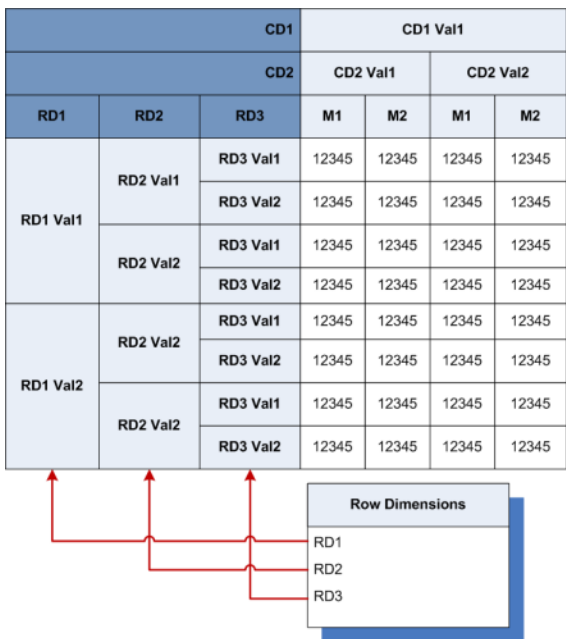 CD1 CD1 Val1
CD2 CD2 Val1 CD2 Val2
RD1 RD2 RD3 M1 M2 M1 M2
RD1 Val1 RD2 Val1 RD3 Val1 12345 12345 12345 12345
RD3 Val2 12345 12345 12345 12345
RD2 Val2 RD3 Val1 12345 12345 12345 12345
RD3 Val2 12345 12345 12345 12345
RD1 Val2 RD2 Val2 RD3 Val1 12345 12345 12345 12345
RD3 Val2 12345 12345 12345 12345
RD2 Val2 RD3 Val1 12345 12345 12345 12345
RD3 Val2 12345 12345 12345 12345
Row Dimensions
RD1
RD2
RD3